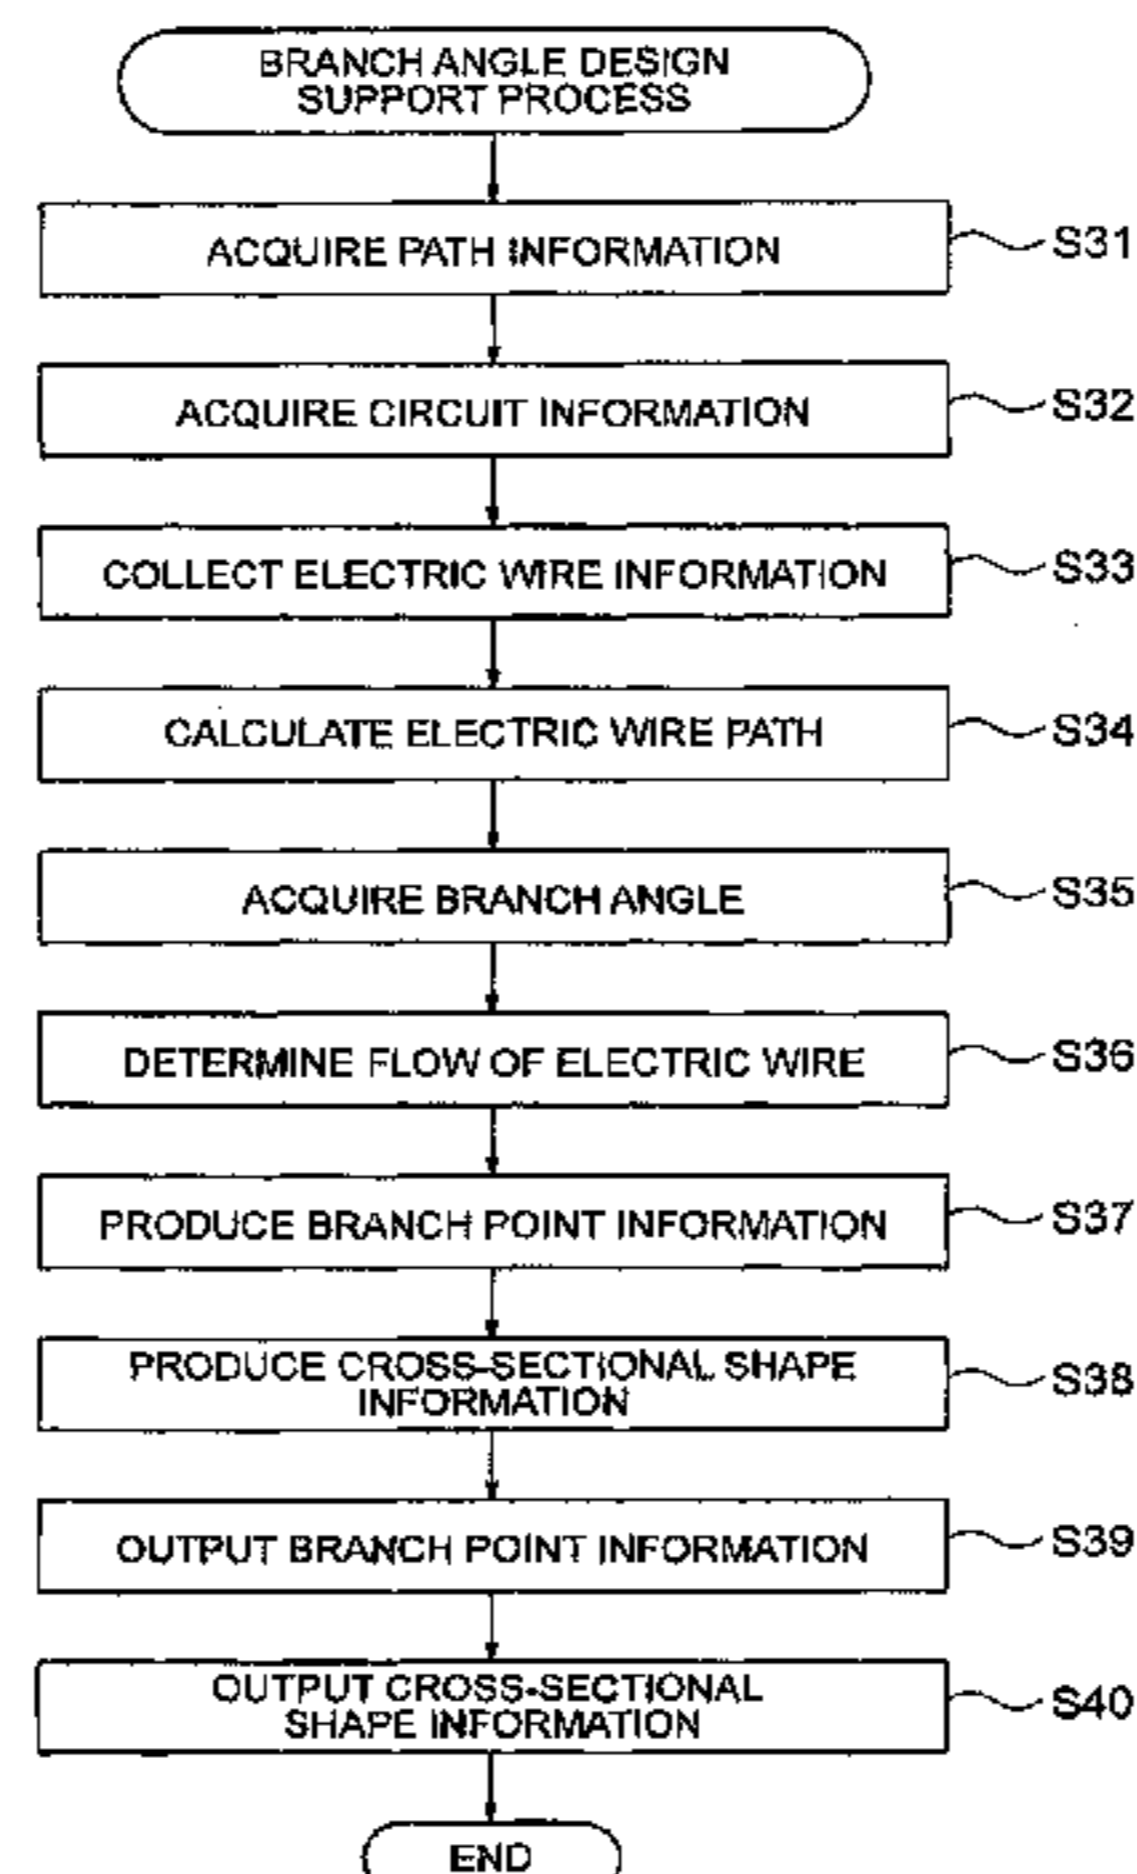 BRANCH ANGLE DESIGN
SUPPORT PROCESS
ACQUIRE PATH INFORMATION
S31
ACQUIRE CIRCUIT INFORMATION
S32
COLLECT ELECTRIC WIRE INFORMATION
S33
CALCULATE ELECTRIC WIRE PATH
S34
ACQUIRE BRANCH ANGLE
S35
DETERMINE FLOW OF ELECTRIC WIRE
S36
PRODUCE BRANCH POINT INFORMATION
S37
PRODUCE CROSS-SECTIONAL SHAPE
INFORMATION
S38
OUTPUT BRANCH POINT INFORMATION
S39
OUTPUT CROSS-SECTIONAL
SHAPE INFORMATION
S40
END